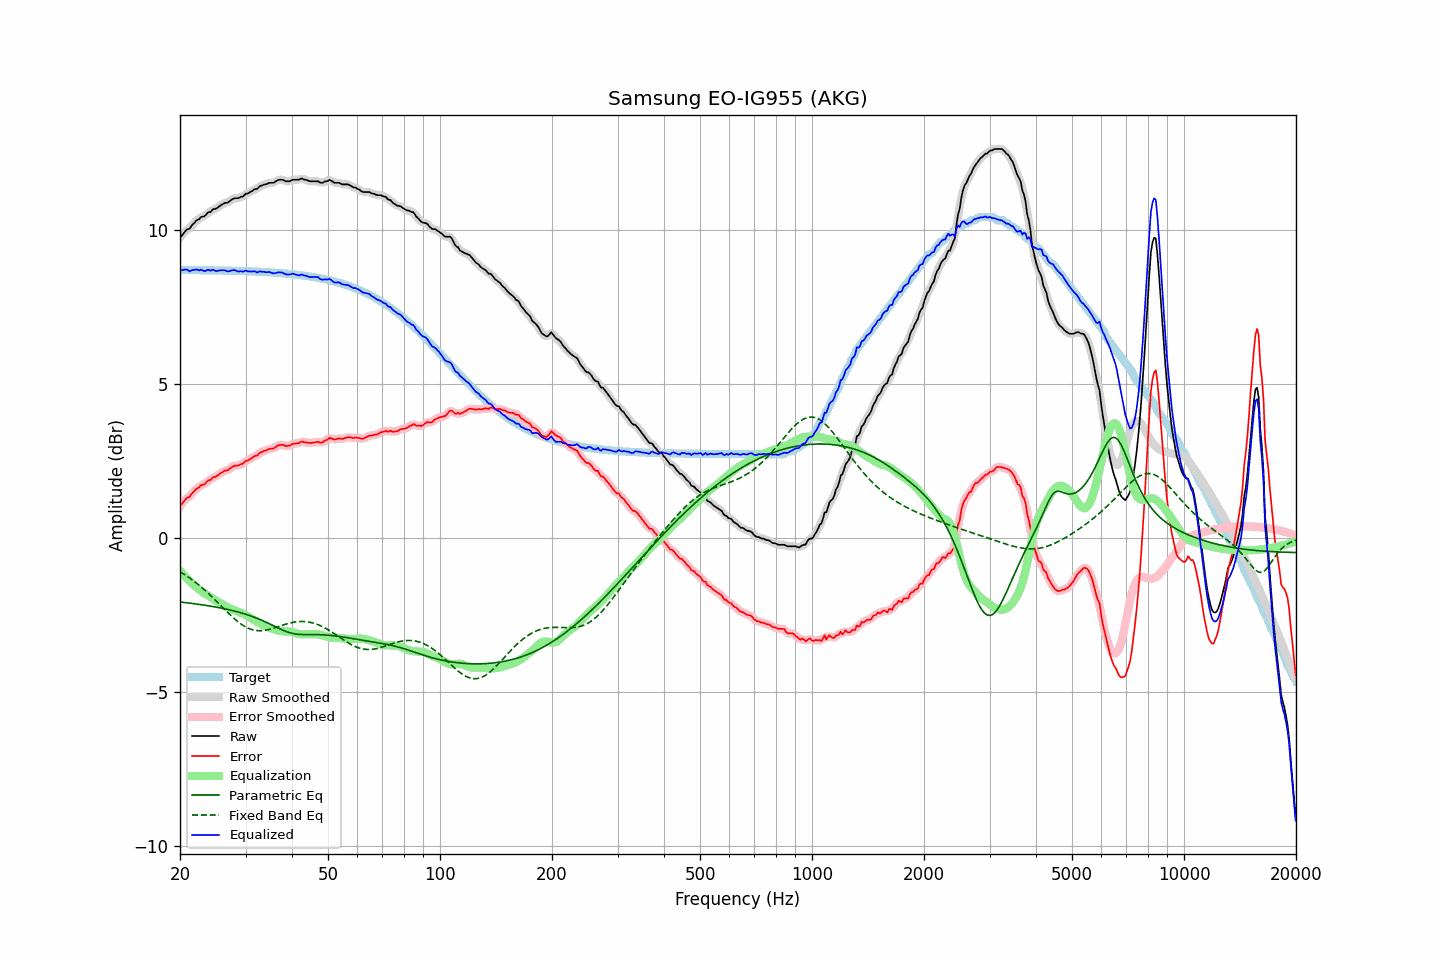 Samsung EO-IG955 (AKG)
Amplitude (dBr)
10
5
0
−5
−10
Target
Raw Smoothed
Error Smoothed
Raw
Error
Equalization
Parametric Eq
Fixed Band Eq
Equalized
20
50
100
200
500
1000
2000
5000
10000
20000
Frequency (Hz)